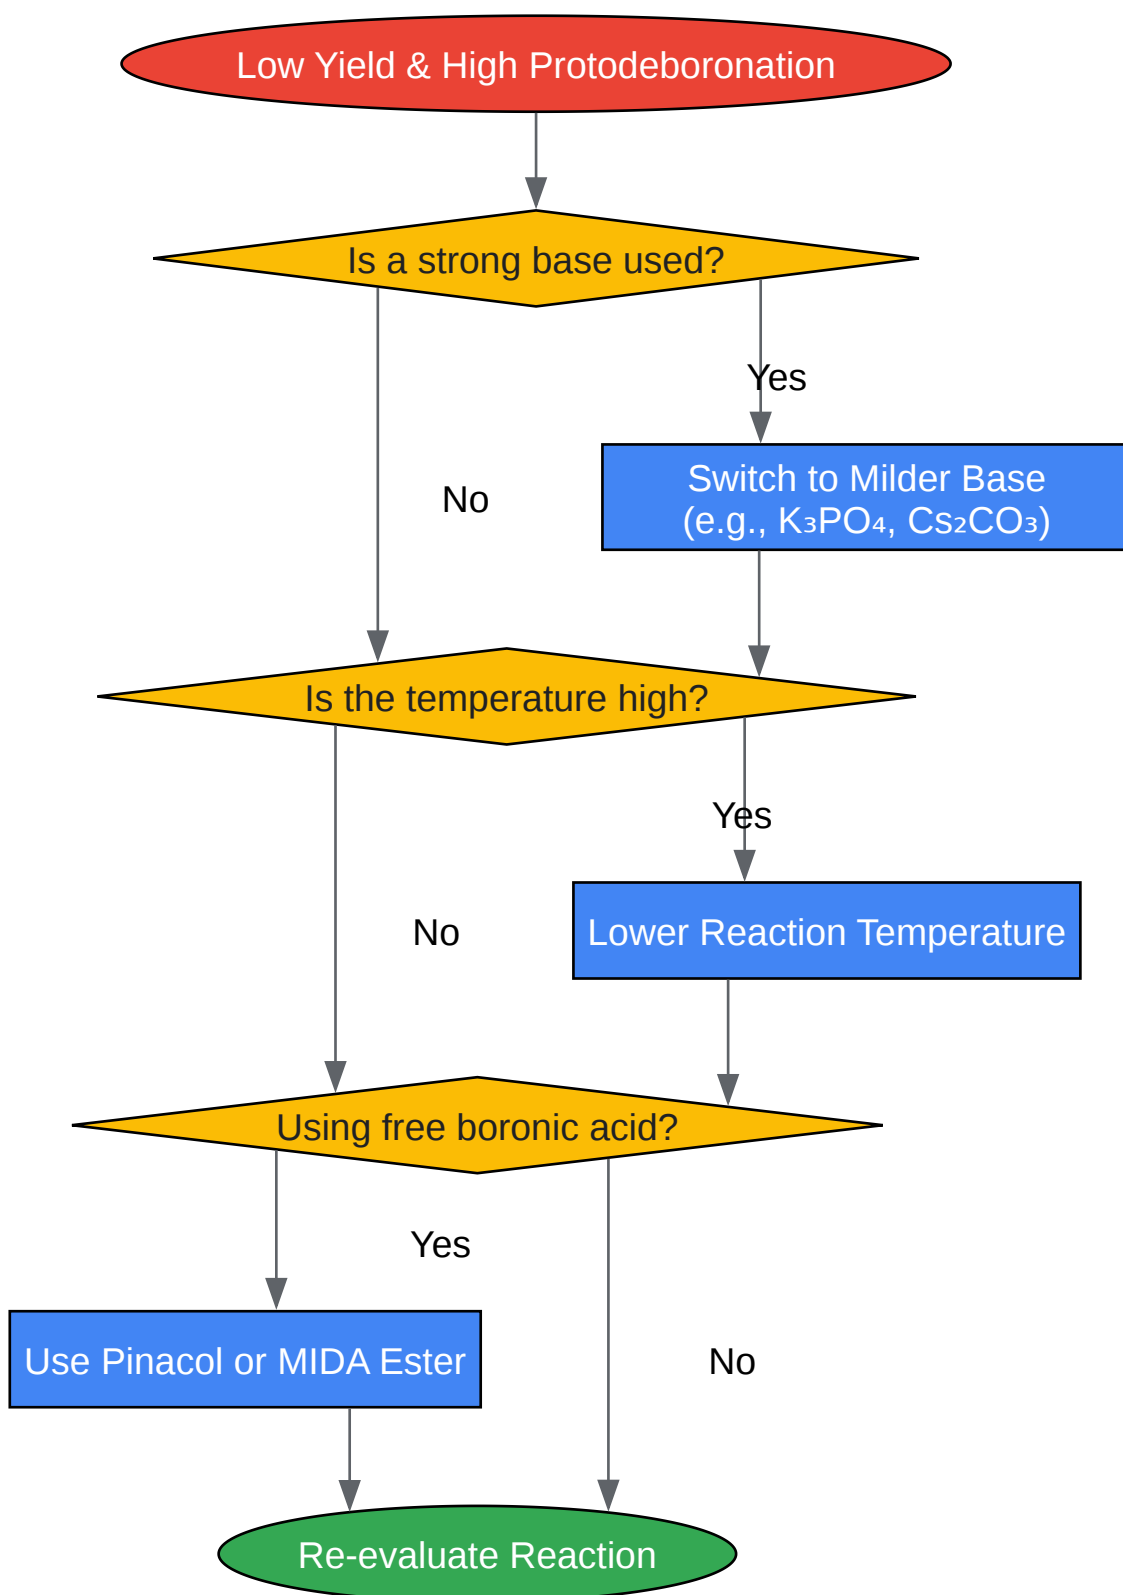 Low Yield & High Protodeboronation
Is a strong base used?
Yes
No
Switch to Milder Base
(e.g., K₃PO₄, Cs₂CO₃)
Is the temperature high?
Yes
No
Lower Reaction Temperature
Using free boronic acid?
Yes
No
Use Pinacol or MIDA Ester
Re-evaluate Reaction